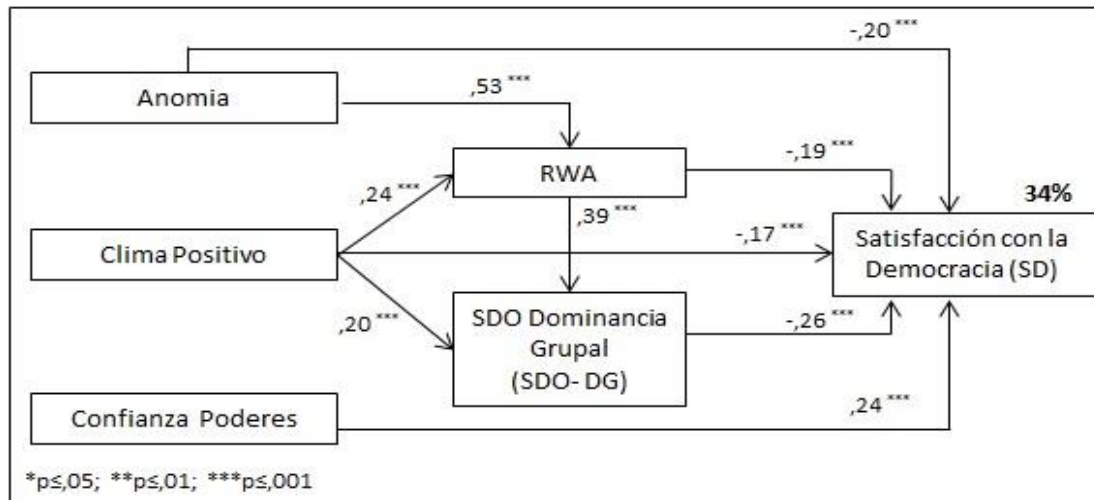 -,20 ***
Anomia
,53 ***
RWA
-,19 ***
34%
,24 ***
,39 ***
Clima Positivo
-,17 ***
Satisfacción con la
Democracia (SD)
,20 ***
SDO Dominancia
Grupal
(SDO- DG)
-,26 ***
Confianza Poderes
,24 ***
*p≤,05; **p≤,01; ***p≤,001